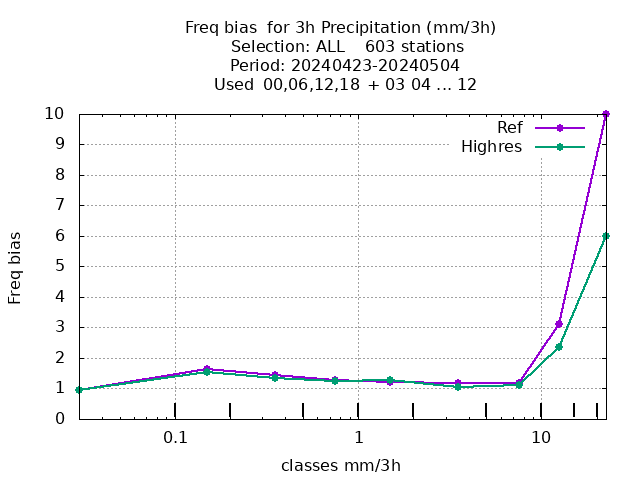 Freq bias  for 3h Precipitation (mm/3h)
Selection: ALL    603 stations
Period: 20240423-20240504
Used  00,06,12,18  + 03 04 ... 12
Ref
Highres
10
9
8
7
6
5
4
3
2
1
0
Freq bias
0.1
1
10
classes mm/3h